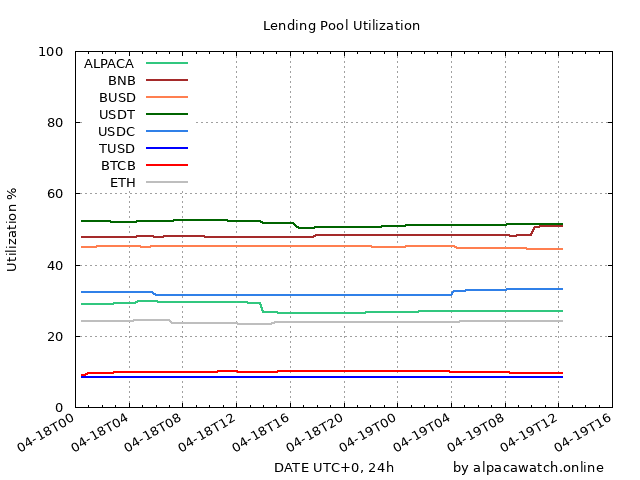 Lending Pool Utilization
Utilization %
100
80
60
40
20
0
ALPACA
BNB
BUSD
USDT
USDC
TUSD
BTCB
ETH
04-18T00
04-18T04
04-18T08
04-18T12
04-18T16
04-18T20
04-19T00
04-19T04
04-19T08
04-19T12
04-19T16
DATE UTC+0, 24h
by alpacawatch.online